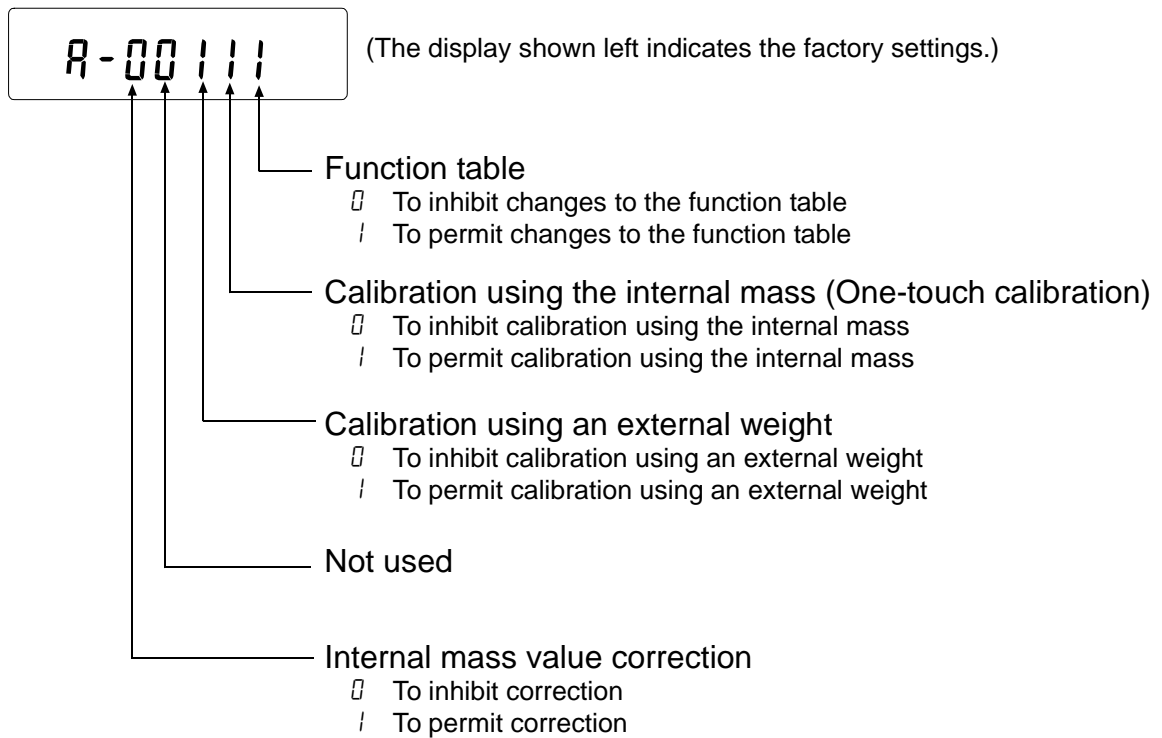 A-00111
(The display shown left indicates the factory settings.)
Function table
0 To inhibit changes to the function table
1 To permit changes to the function table
Calibration using the internal mass (One-touch calibration)
0 To inhibit calibration using the internal mass
1 To permit calibration using the internal mass
Calibration using an external weight
0 To inhibit calibration using an external weight
1 To permit calibration using an external weight
Not used
Internal mass value correction
0 To inhibit correction
1 To permit correction